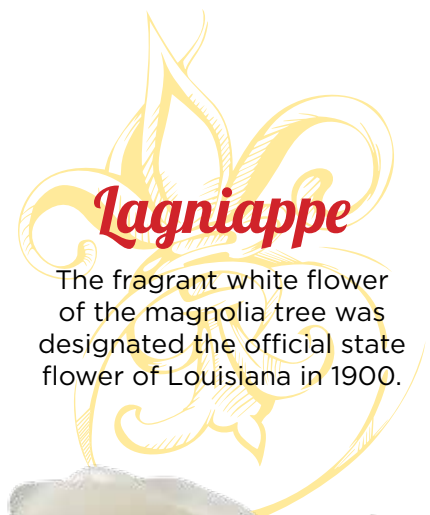 Lagniappe
The fragrant white flower
of the magnolia tree was
designated the official state
flower of Louisiana in 1900.